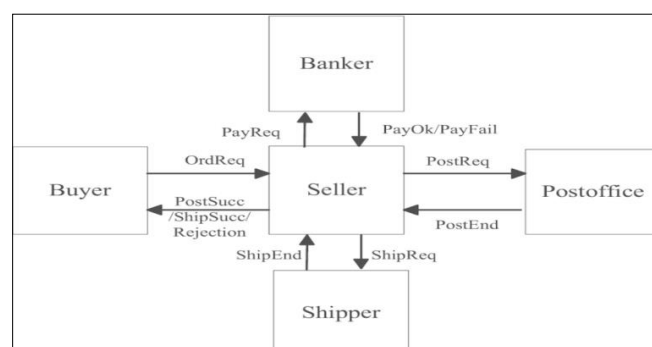 Banker
PayReq
PayOk/PayFail
OrdReq
PostReq
Buyer
Seller
Postoffice
PostSucc
/ShipSucc/
Rejection
PostEnd
ShipEnd
ShipReq
Shipper